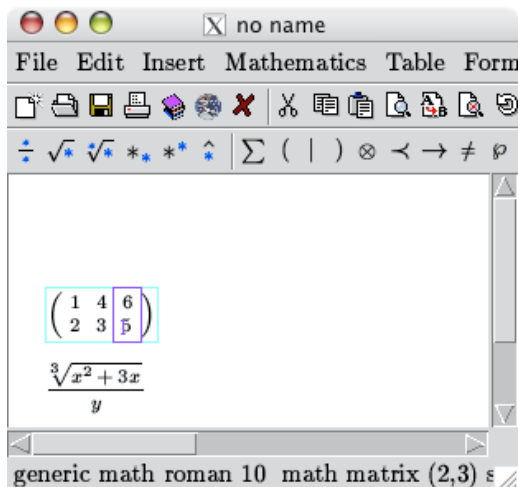 no name
File Edit Insert Mathematics Table Form
∑ ( | ) ⊗ ≺ → ≠ ℘
( 1 4 6
2 3 5 )
∛(x² + 3x)
y
generic math roman 10 math matrix (2,3) s